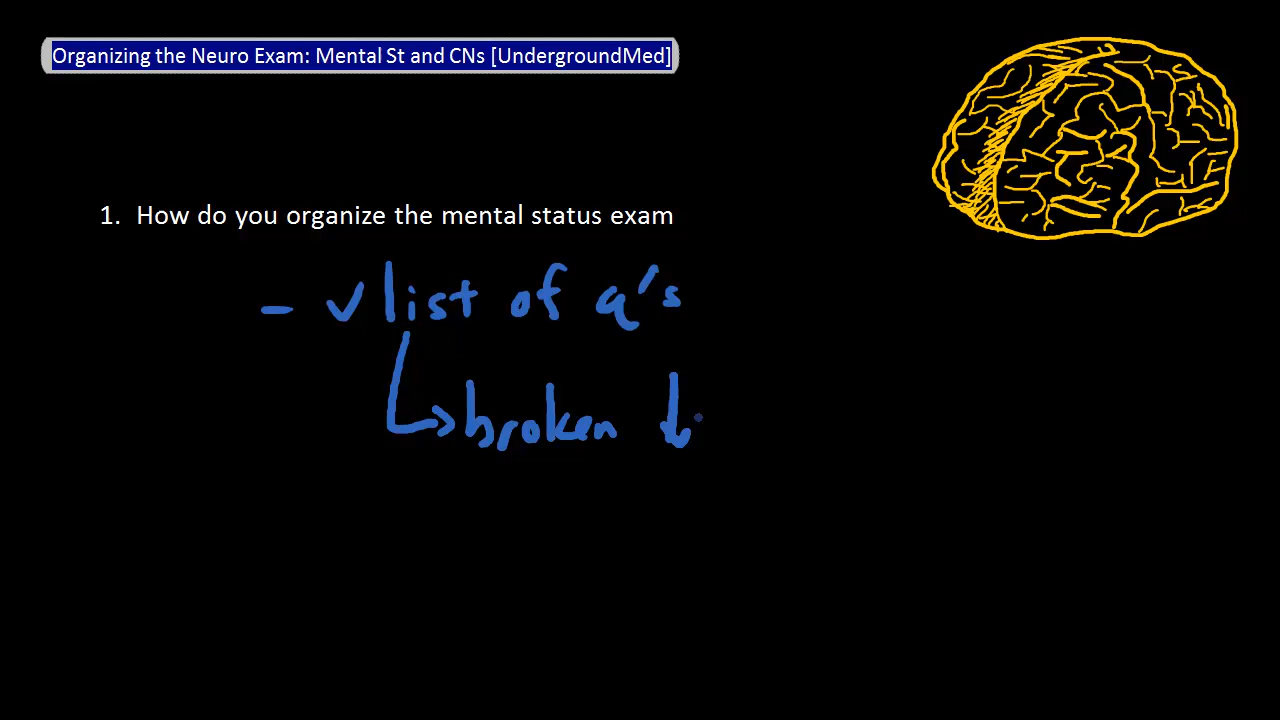 Organizing the Neuro Exam: Mental St and CNs [UndergroundMed]
1. How do you organize the mental status exam
- ✓list of q's
↳ broken ↓